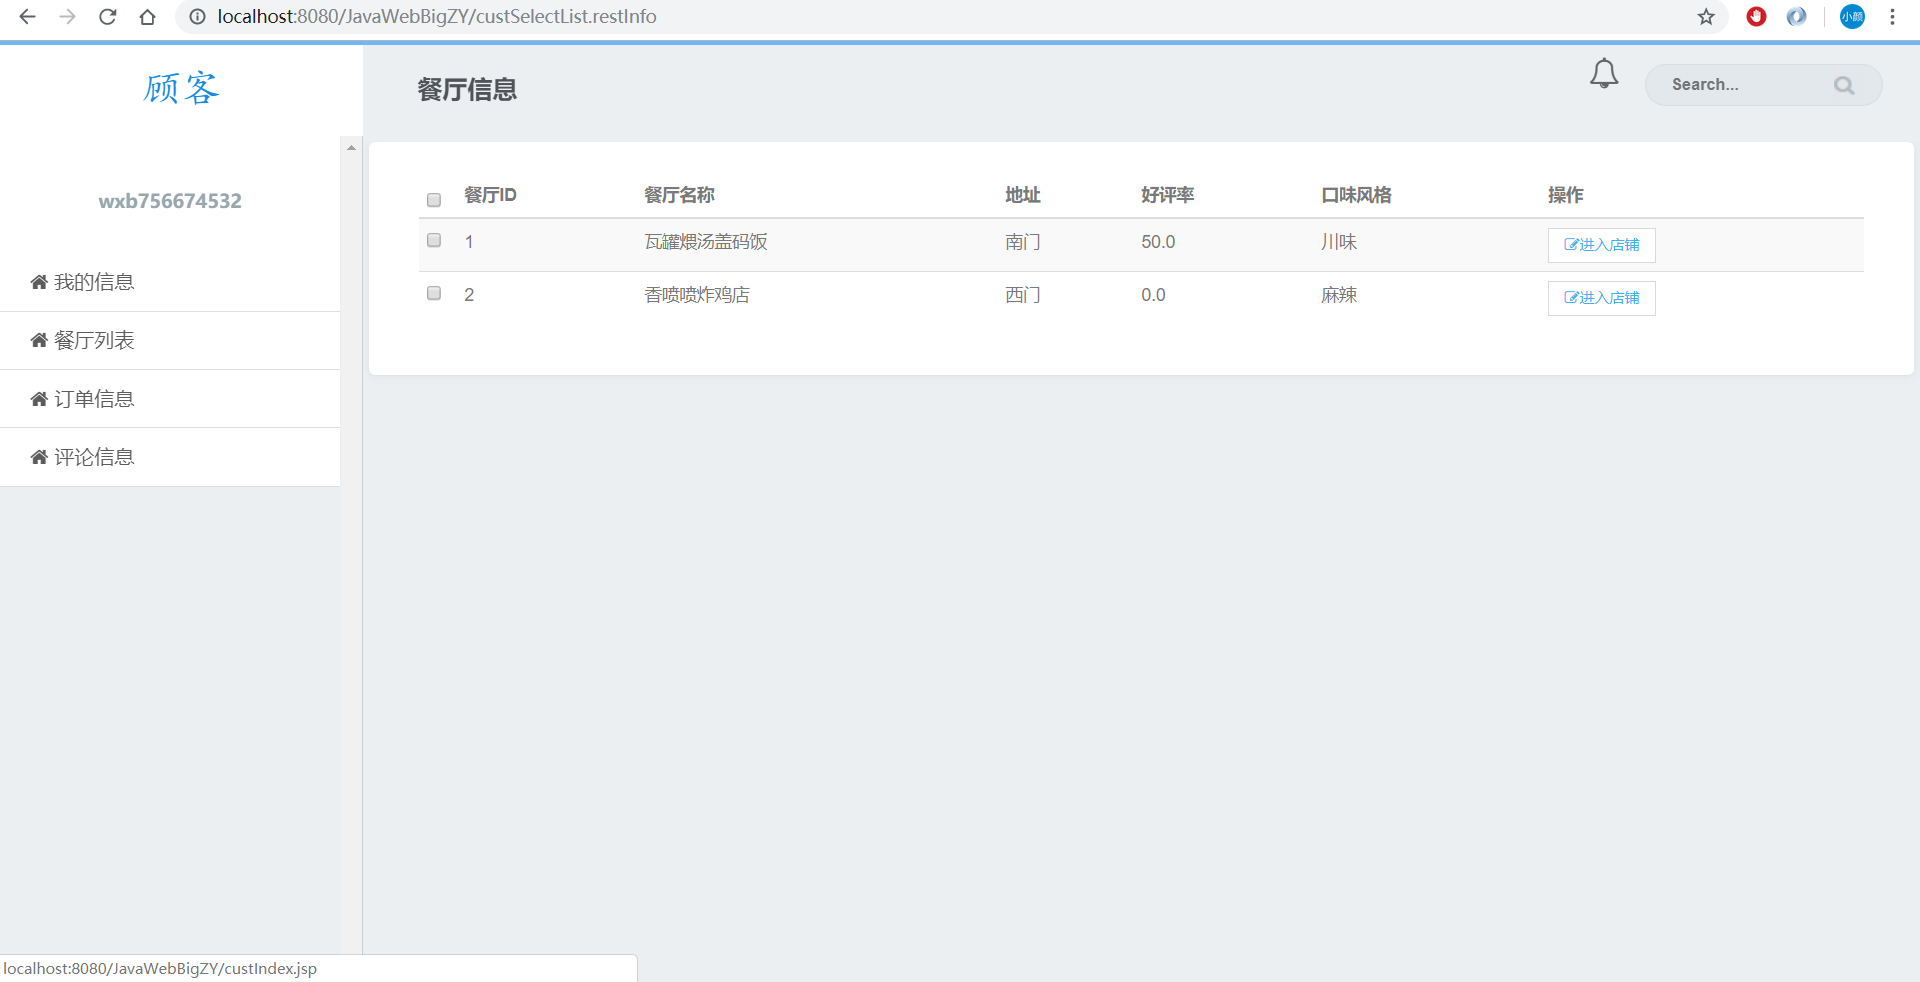 localhost:8080/JavaWebBigZY/custSelectList.restInfo
小颜
顾客
餐厅信息
Search...
wxb756674532
我的信息
餐厅列表
订单信息
评论信息
餐厅ID 餐厅名称 地址 好评率 口味风格 操作
1 瓦罐煨汤盖码饭 南门 50.0 川味 进入店铺
2 香喷喷炸鸡店 西门 0.0 麻辣 进入店铺
localhost:8080/JavaWebBigZY/custIndex.jsp